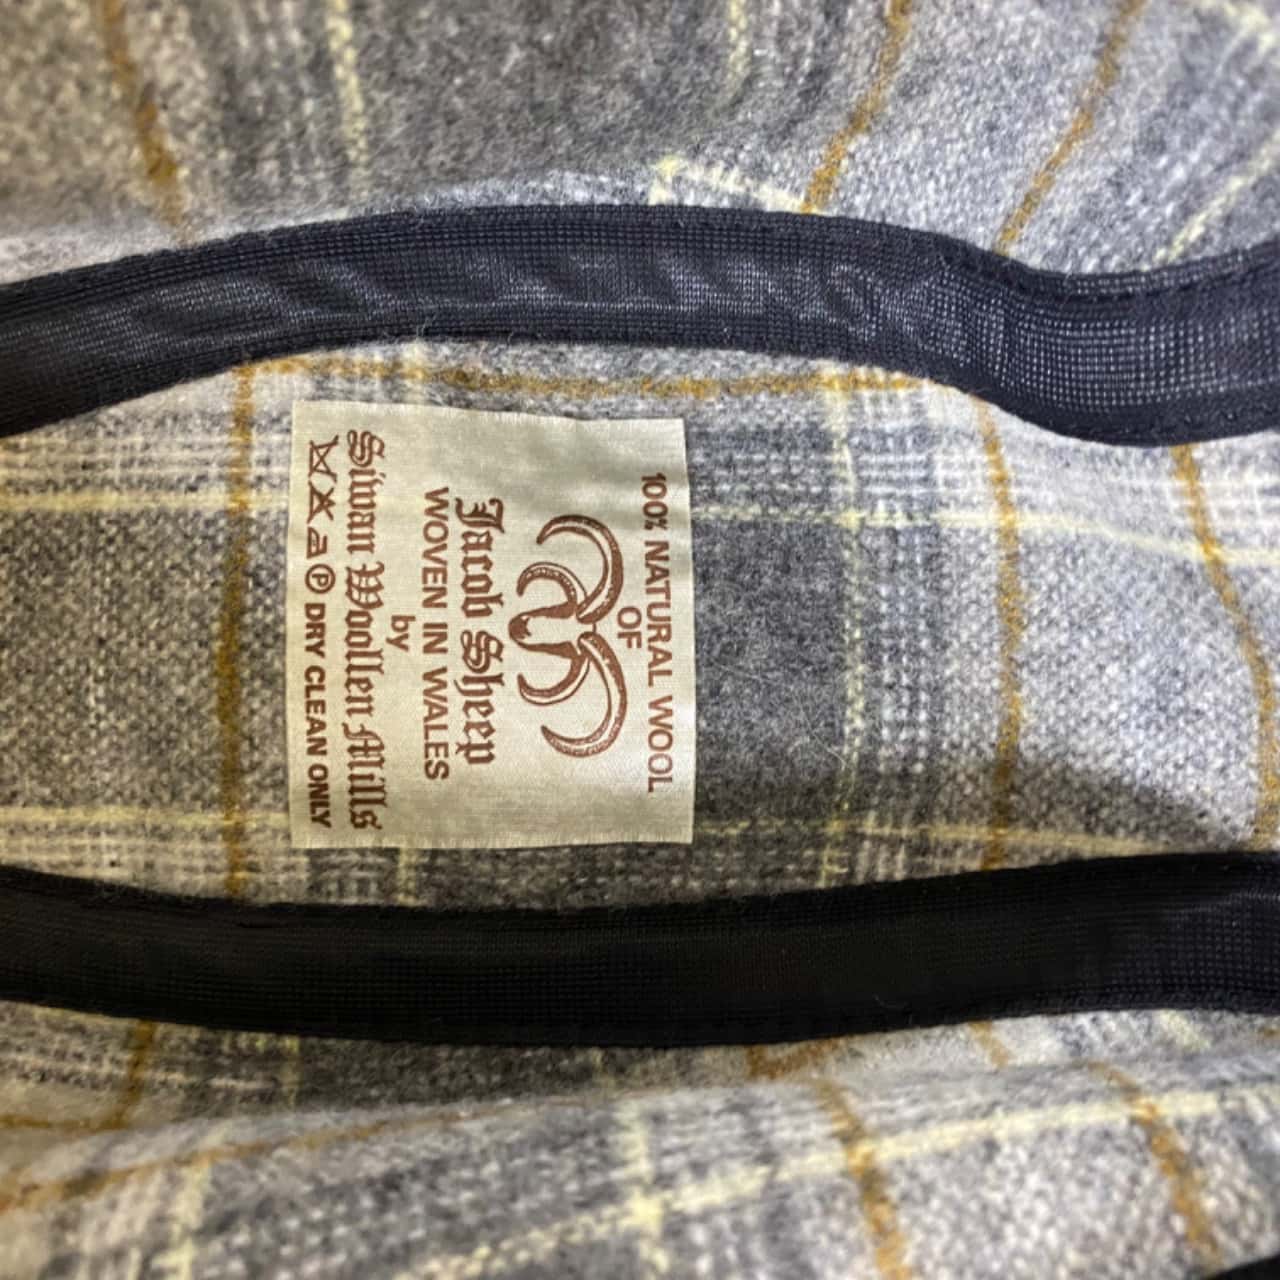 100% NATURAL WOOL
OF
Jacob Sheep
WOVEN IN WALES
by
Siwan Woollen Mills
P DRY CLEAN ONLY